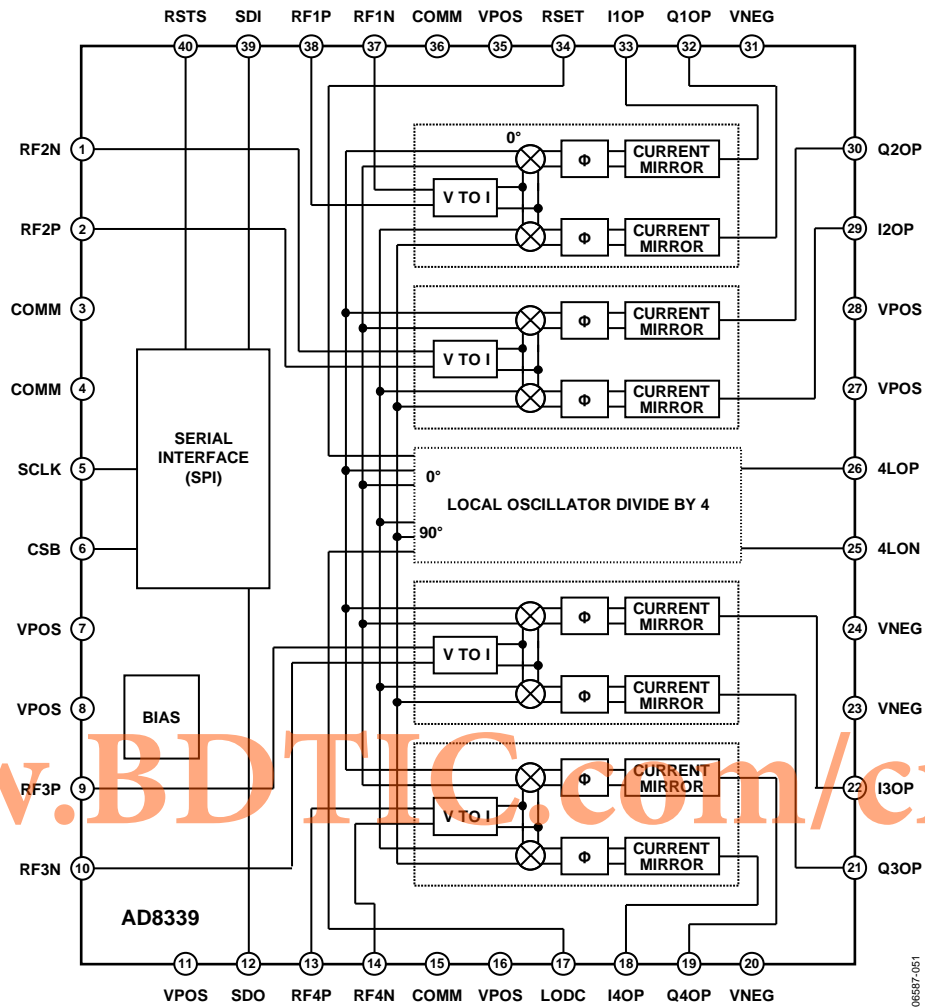 RSTS SDI RF1P RF1N COMM VPOS RSET I1OP Q1OP VNEG
40 39 38 37 36 35 34 33 32 31
0°
Φ CURRENT MIRROR
V TO I
Φ CURRENT MIRROR
RF2N 1
30 Q2OP
RF2P 2
29 I2OP
COMM 3
28 VPOS
Φ CURRENT MIRROR
V TO I
Φ CURRENT MIRROR
COMM 4
27 VPOS
SERIAL
INTERFACE
(SPI)
SCLK 5
0°
LOCAL OSCILLATOR DIVIDE BY 4
90°
26 4LOP
CSB 6
25 4LON
VPOS 7
Φ CURRENT MIRROR
V TO I
Φ CURRENT MIRROR
24 VNEG
VPOS 8
BIAS
23 VNEG
RF3P 9
Φ CURRENT MIRROR
V TO I
Φ CURRENT MIRROR
22 I3OP
w.BDTIC.com/c
RF3N 10
21 Q3OP
AD8339
11 12 13 14 15 16 17 18 19 20
VPOS SDO RF4P RF4N COMM VPOS LODC I4OP Q4OP VNEG
06587-051